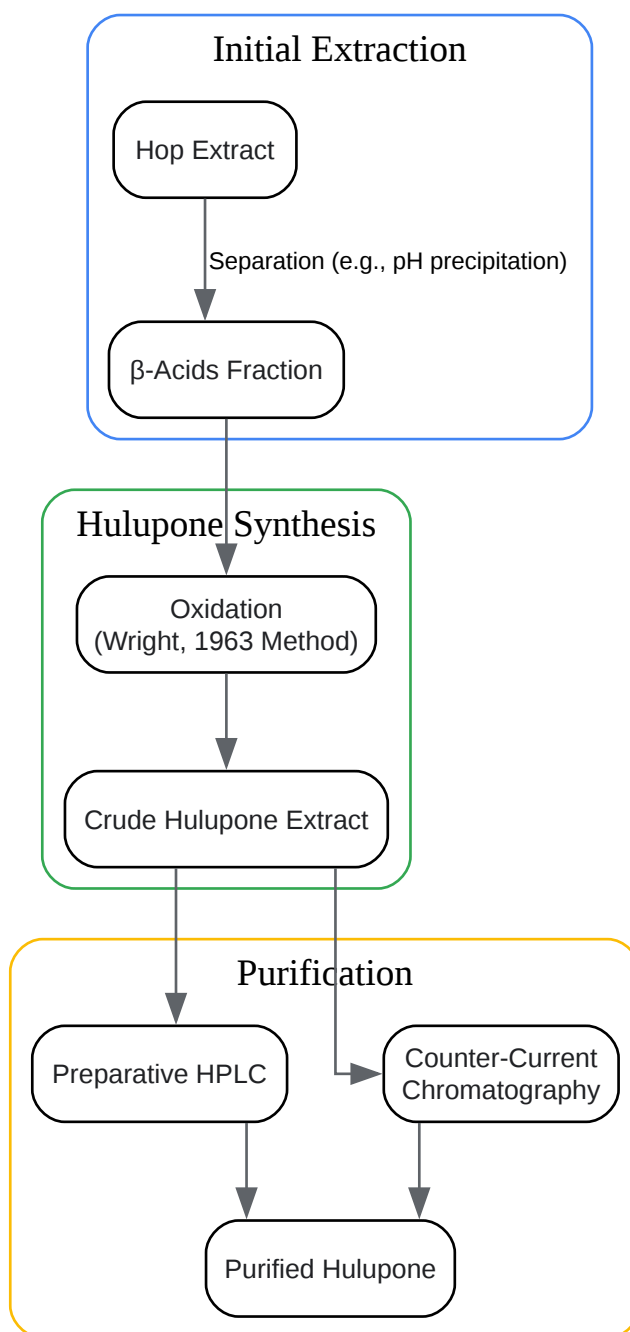 Initial Extraction
Hop Extract
Separation (e.g., pH precipitation)
β-Acids Fraction
Hulupone Synthesis
Oxidation
(Wright, 1963 Method)
Crude Hulupone Extract
Purification
Preparative HPLC
Counter-Current
Chromatography
Purified Hulupone